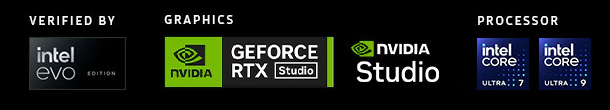 VERIFIED BY
intel
evo EDITION
GRAPHICS
NVIDIA
GEFORCE
RTX Studio
NVIDIA
Studio
PROCESSOR
intel
CORE
ULTRA 7
intel
CORE
ULTRA 9